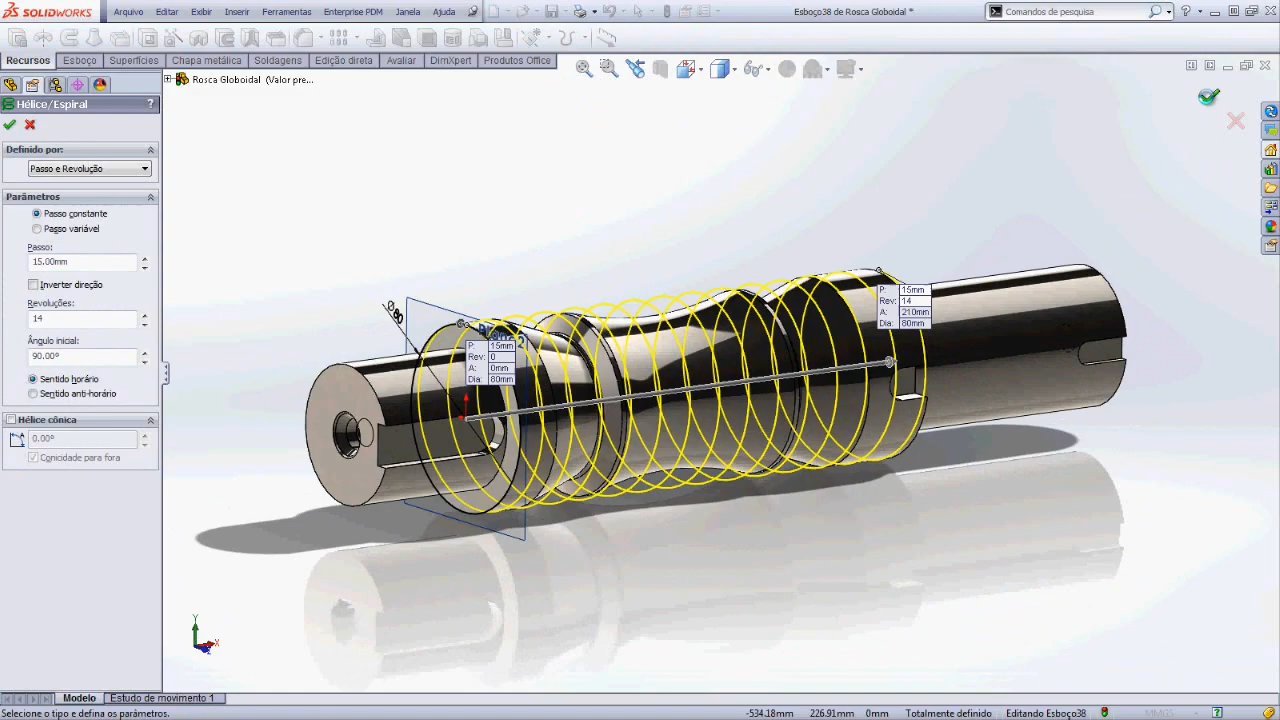 SOLIDWORKS
Arquivo Editar Exibir Inserir Ferramentas Enterprise PDM Janela Ajuda
Esboço38 de Rosca Globoidal *
Comandos de pesquisa
Recursos Esboço Superfícies Chapa metálica Soldagens Edição direta Avaliar DimXpert Produtos Office
Rosca Globoidal (Valor pre...
Hélice/Espiral ?
Definido por:
Passo e Revolução
Parâmetros
Passo constante
Passo variável
Passo:
15.00mm
Inverter direção
Revoluções:
14
Ângulo inicial:
90.00º
Sentido horário
Sentido anti-horário
Hélice cônica
0.00º
Conicidade para fora
Ø80
P: 15mm
Rev: 0
A: 0mm
Dia: 80mm
P: 15mm
Rev: 14
A: 210mm
Dia: 80mm
Y
X
Modelo Estudo de movimento 1
Selecione o tipo e defina os parâmetros.
-534.18mm 226.91mm 0mm Totalmente definido Editando Esboço38 MMGS